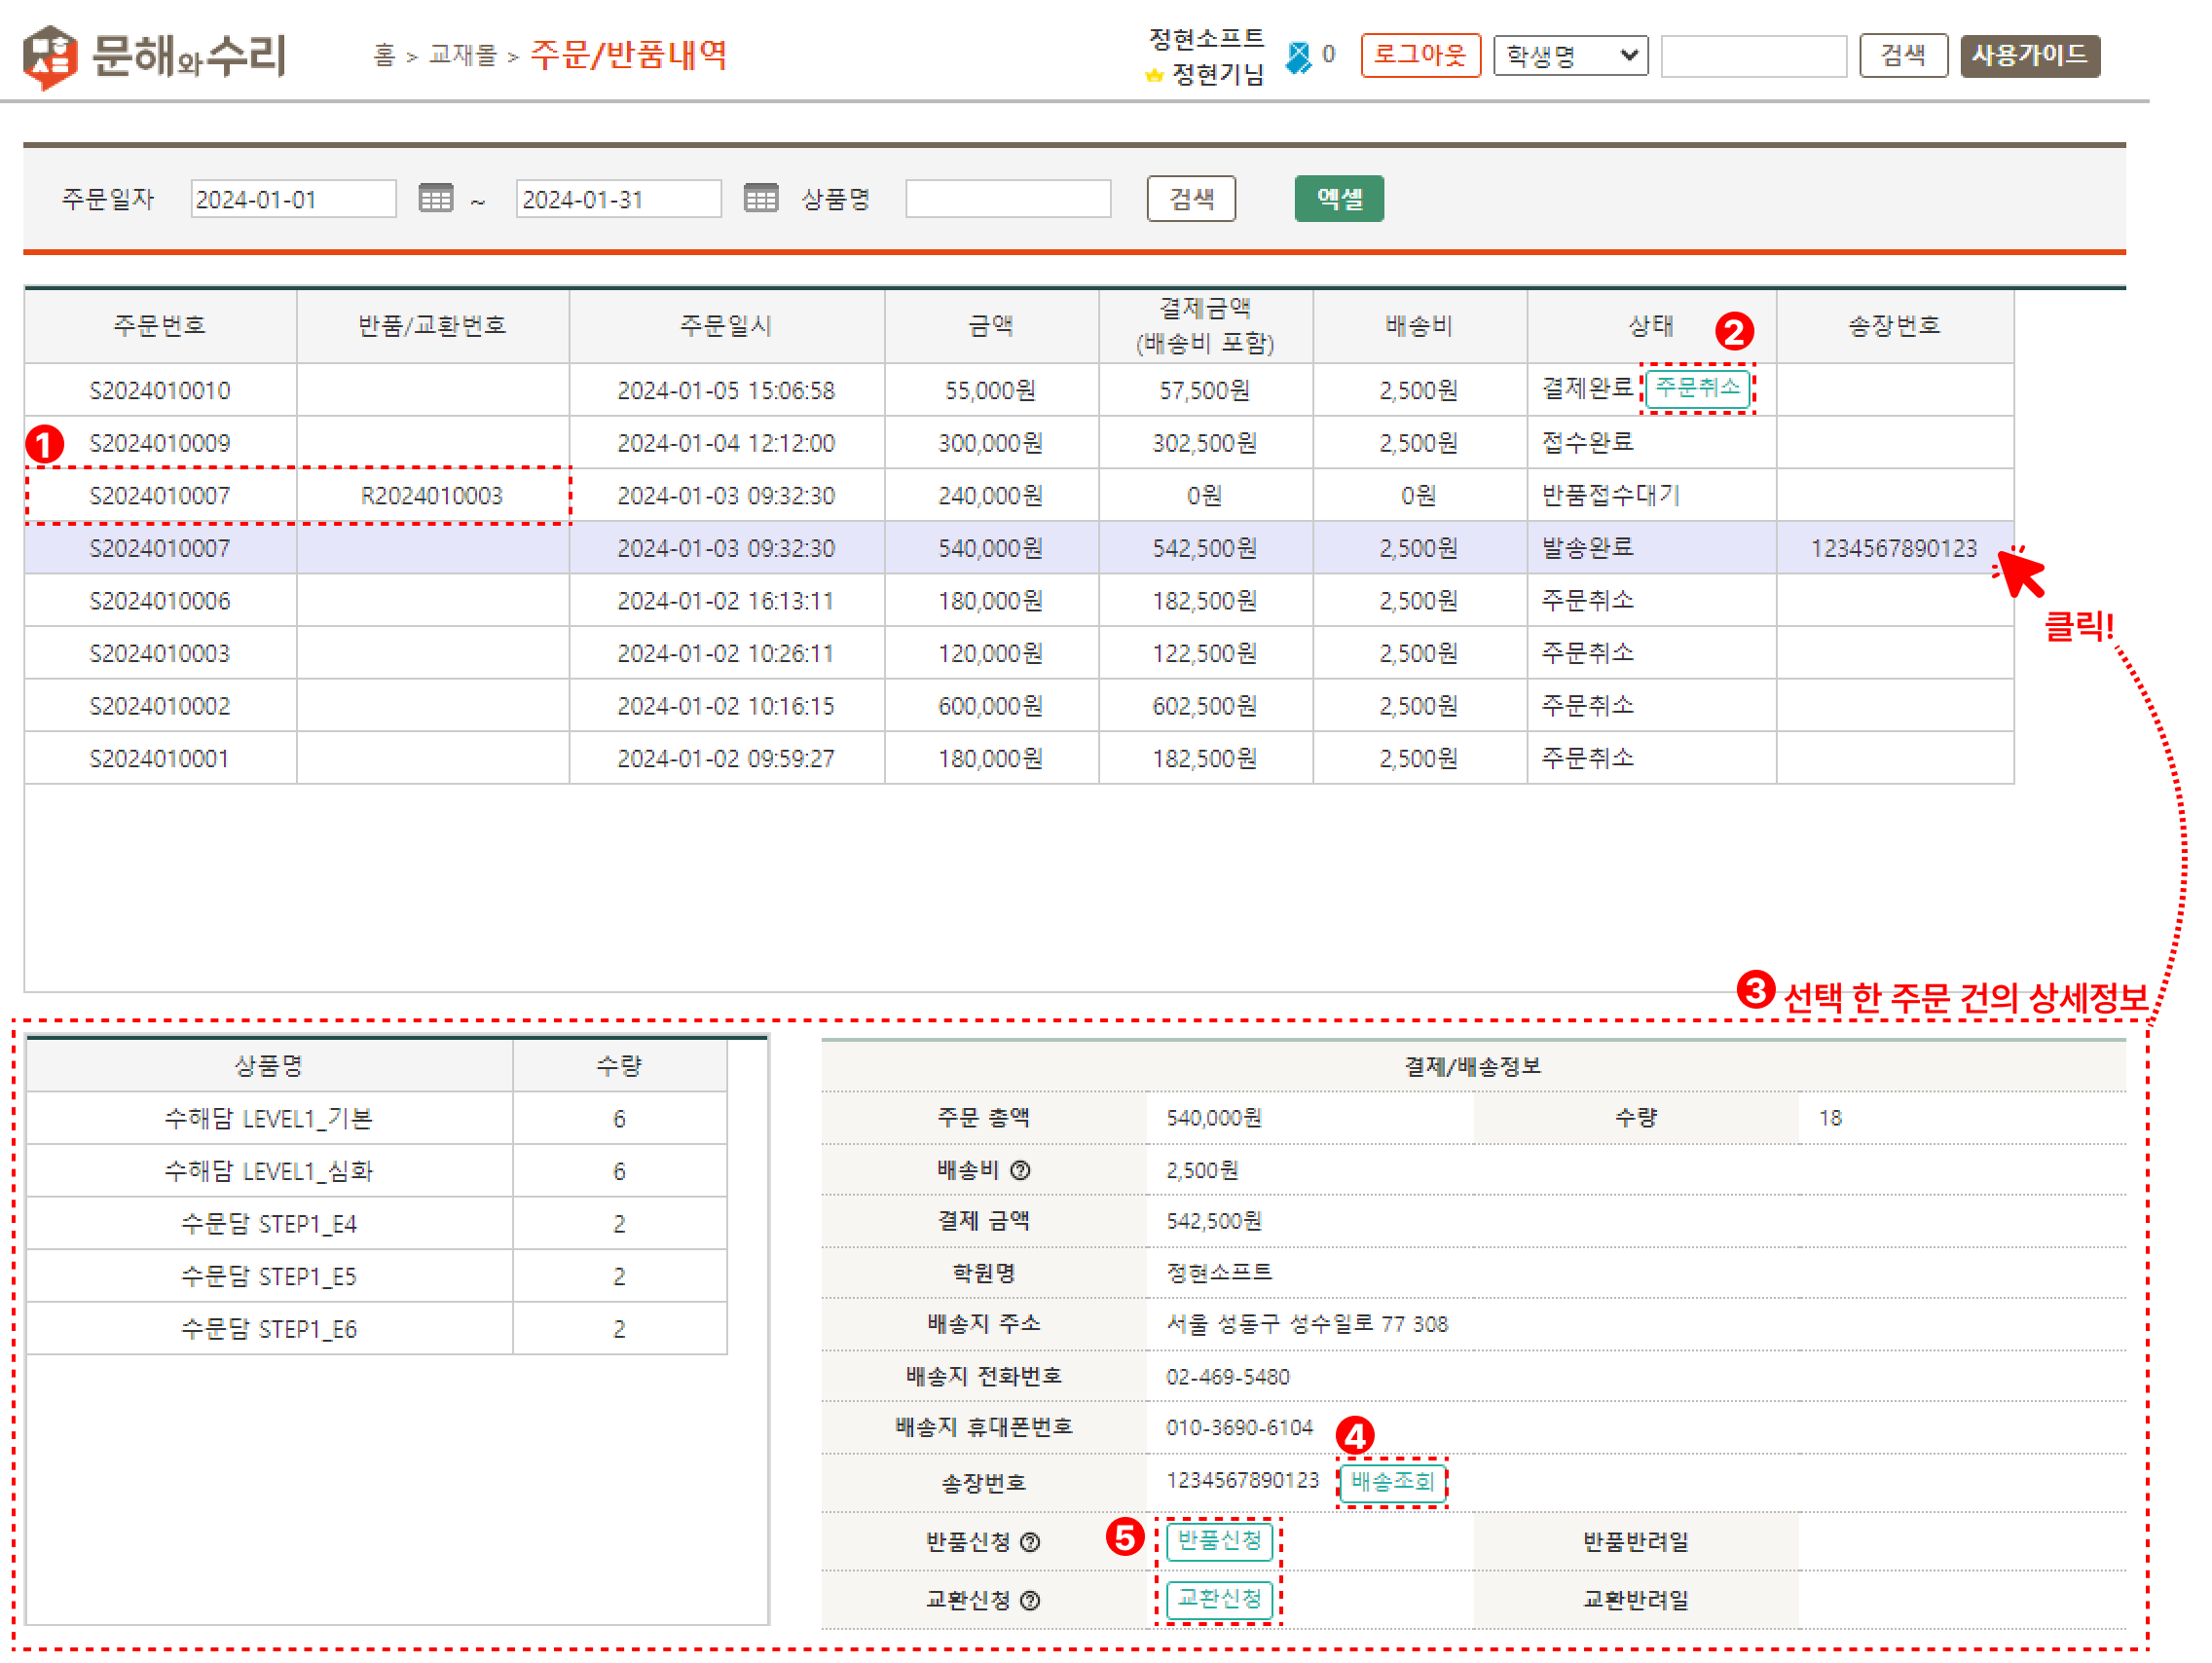 문해와수리
홈 > 교재몰 > 주문/반품내역
정현소프트
정현기님
0
로그아웃
학생명
검색
사용가이드
주문일자 2024-01-01 ~ 2024-01-31 상품명 검색 엑셀
주문번호 반품/교환번호 주문일시 금액 결제금액 (배송비 포함) 배송비 상태 2 송장번호
S2024010010 2024-01-05 15:06:58 55,000원 57,500원 2,500원 결제완료 주문취소
1 S2024010009 2024-01-04 12:12:00 300,000원 302,500원 2,500원 접수완료
S2024010007 R2024010003 2024-01-03 09:32:30 240,000원 0원 0원 반품접수대기
S2024010007 2024-01-03 09:32:30 540,000원 542,500원 2,500원 발송완료 1234567890123
클릭!
S2024010006 2024-01-02 16:13:11 180,000원 182,500원 2,500원 주문취소
S2024010003 2024-01-02 10:26:11 120,000원 122,500원 2,500원 주문취소
S2024010002 2024-01-02 10:16:15 600,000원 602,500원 2,500원 주문취소
S2024010001 2024-01-02 09:59:27 180,000원 182,500원 2,500원 주문취소
3 선택 한 주문 건의 상세정보
상품명 수량
수해담 LEVEL1_기본 6
수해담 LEVEL1_심화 6
수문담 STEP1_E4 2
수문담 STEP1_E5 2
수문담 STEP1_E6 2
결제/배송정보
주문 총액 540,000원 수량 18
배송비 ? 2,500원
결제 금액 542,500원
학원명 정현소프트
배송지 주소 서울 성동구 성수일로 77 308
배송지 전화번호 02-469-5480
배송지 휴대폰번호 010-3690-6104
4
송장번호 1234567890123 배송조회
반품신청 ? 5 반품신청 반품반려일
교환신청 ? 교환신청 교환반려일